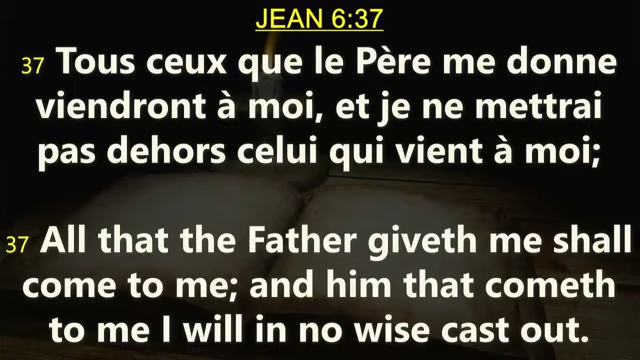 JEAN 6:37
37 Tous ceux que le Père me donne
viendront à moi, et je ne mettrai
pas dehors celui qui vient à moi;
37 All that the Father giveth me shall
come to me; and him that cometh
to me I will in no wise cast out.